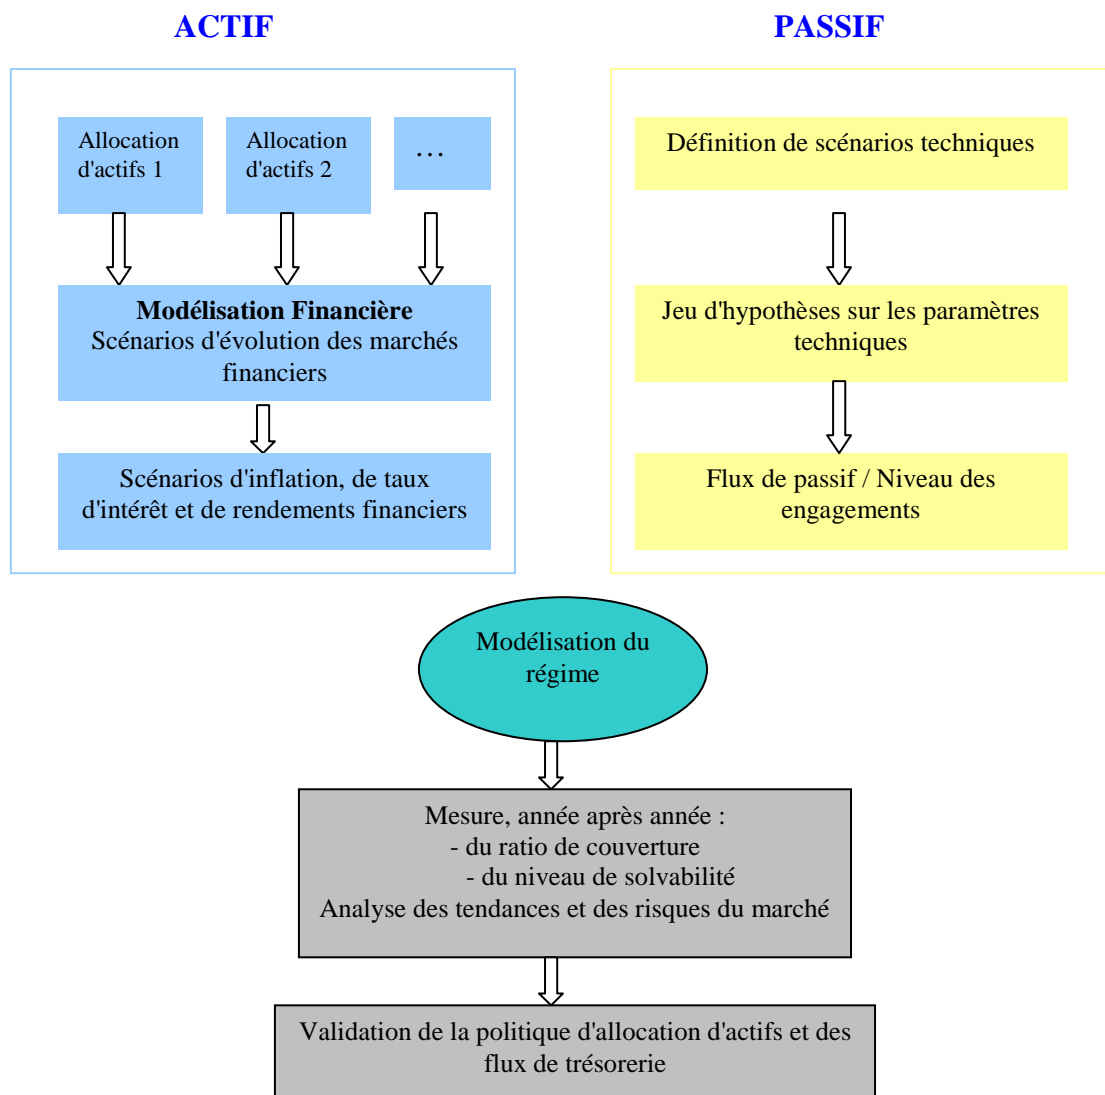 ACTIF
PASSIF
Allocation
d'actifs 1
Allocation
d'actifs 2
…
Modélisation Financière
Scénarios d'évolution des marchés
financiers
Scénarios d'inflation, de taux
d'intérêt et de rendements financiers
Définition de scénarios techniques
Jeu d'hypothèses sur les paramètres
techniques
Flux de passif / Niveau des
engagements
Modélisation du
régime
Mesure, année après année :
- du ratio de couverture
- du niveau de solvabilité
Analyse des tendances et des risques du marché
Validation de la politique d'allocation d'actifs et des
flux de trésorerie